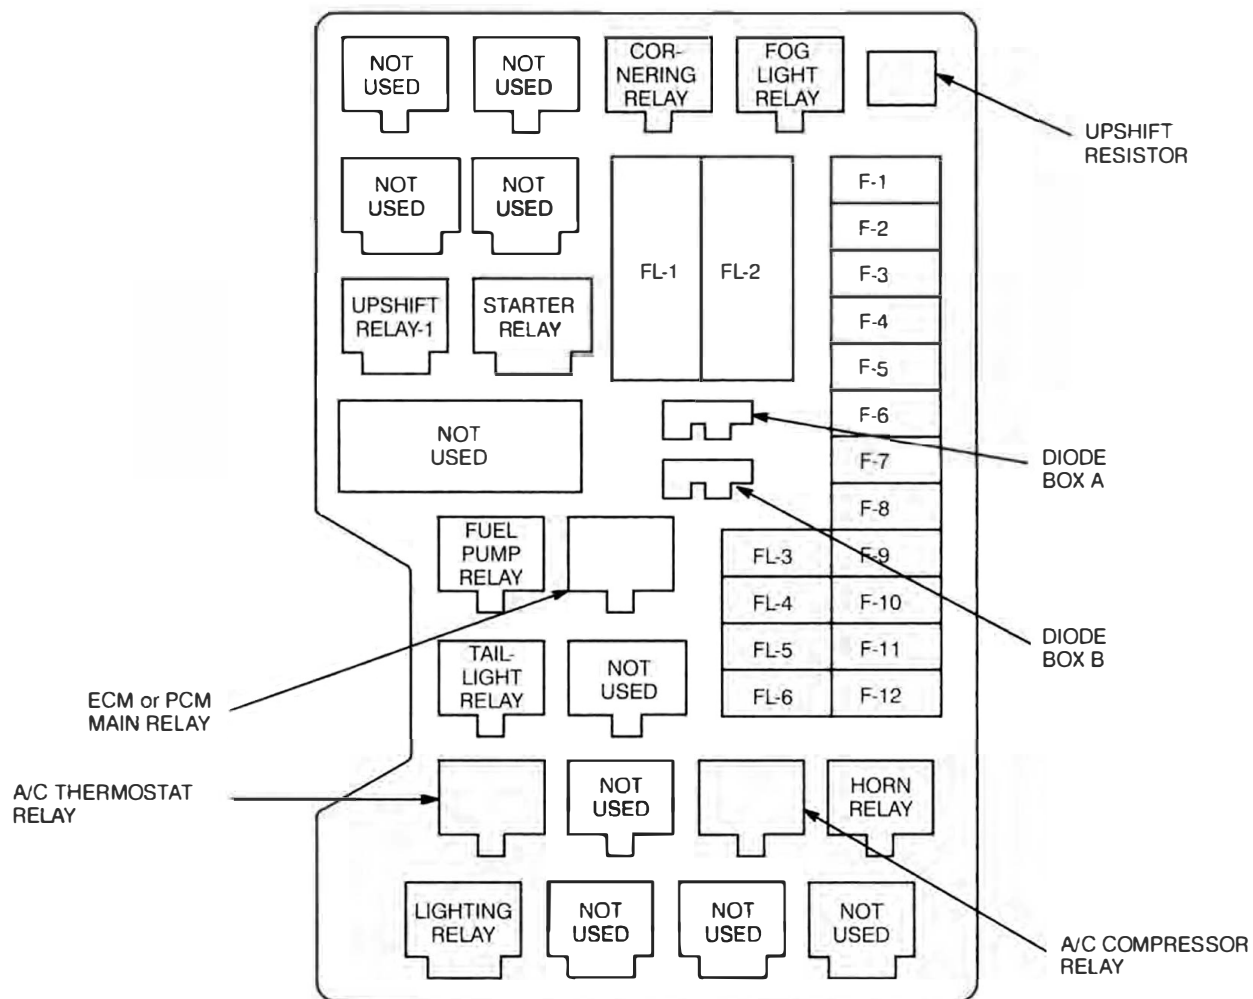 NOT
USED
NOT
USED
COR-
NERING
RELAY
FOG
LIGHT
RELAY
UPSHIFT
RESISTOR
NOT
USED
NOT
USED
FL-1
FL-2
F-1
F-2
F-3
F-4
F-5
F-6
F-7
F-8
UPSHIFT
RELAY-1
STARTER
RELAY
NOT
USED
DIODE
BOX A
FUEL
PUMP
RELAY
FL-3
F-9
FL-4
F-10
FL-5
F-11
FL-6
F-12
DIODE
BOX B
TAIL-
LIGHT
RELAY
NOT
USED
ECM or PCM
MAIN RELAY
A/C THERMOSTAT
RELAY
NOT
USED
HORN
RELAY
LIGHTING
RELAY
NOT
USED
NOT
USED
NOT
USED
A/C COMPRESSOR
RELAY